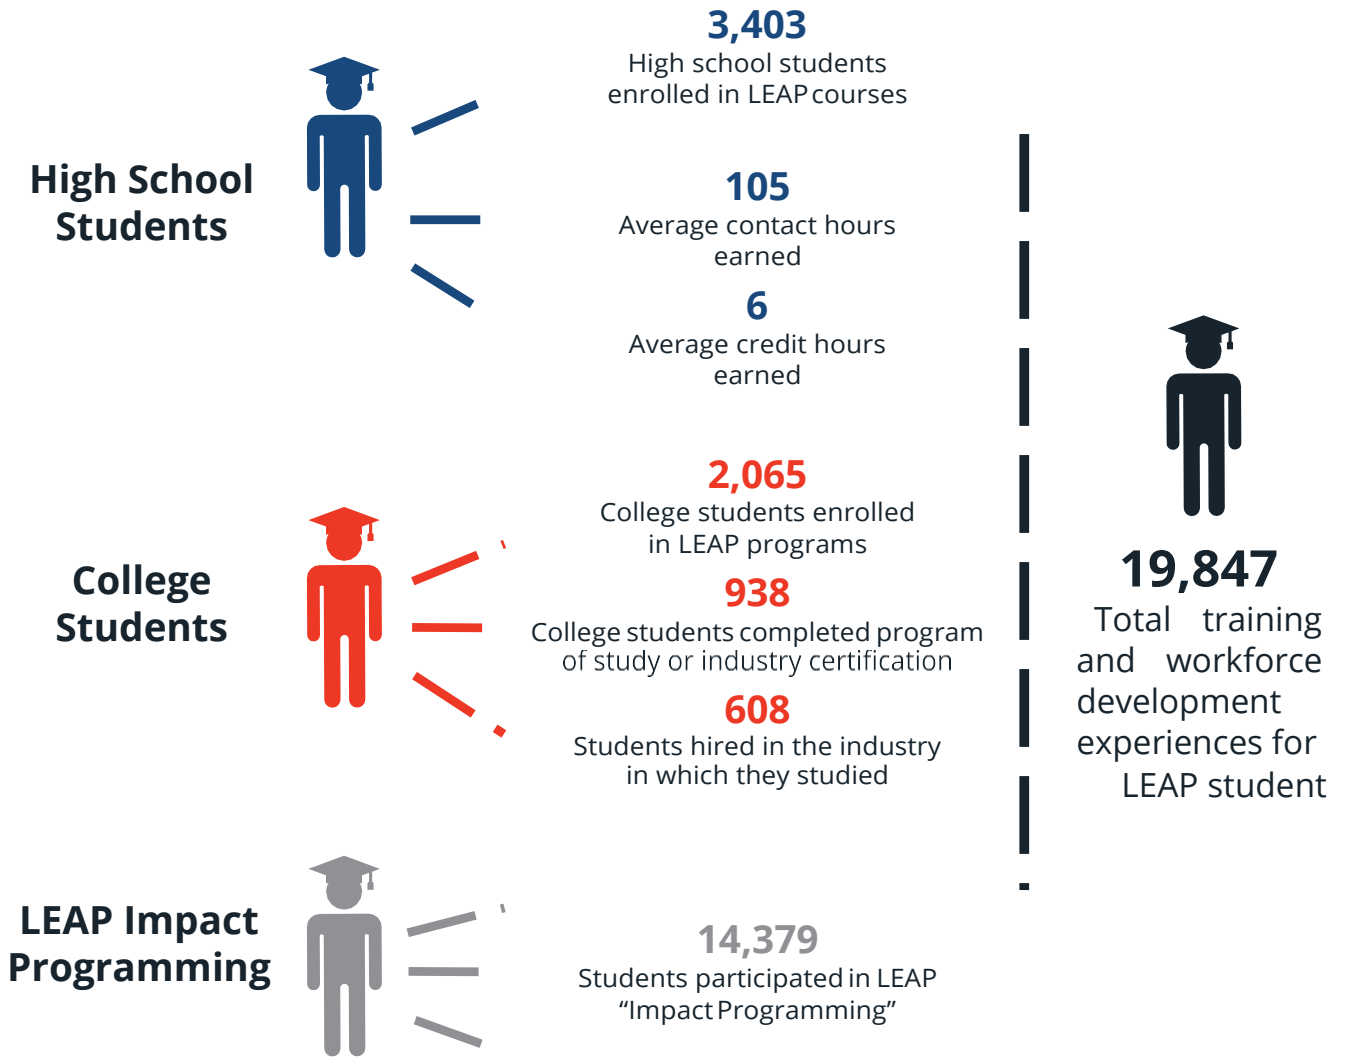 High School
Students
3,403
High school students
enrolled in LEAP courses
105
Average contact hours
earned
6
Average credit hours
earned
College
Students
2,065
College students enrolled
in LEAP programs
938
College students completed program
of study or industry certification
608
Students hired in the industry
in which they studied
LEAP Impact
Programming
14,379
Students participated in LEAP
“Impact Programming”
19,847
Total training
and workforce
development
experiences for
LEAP student